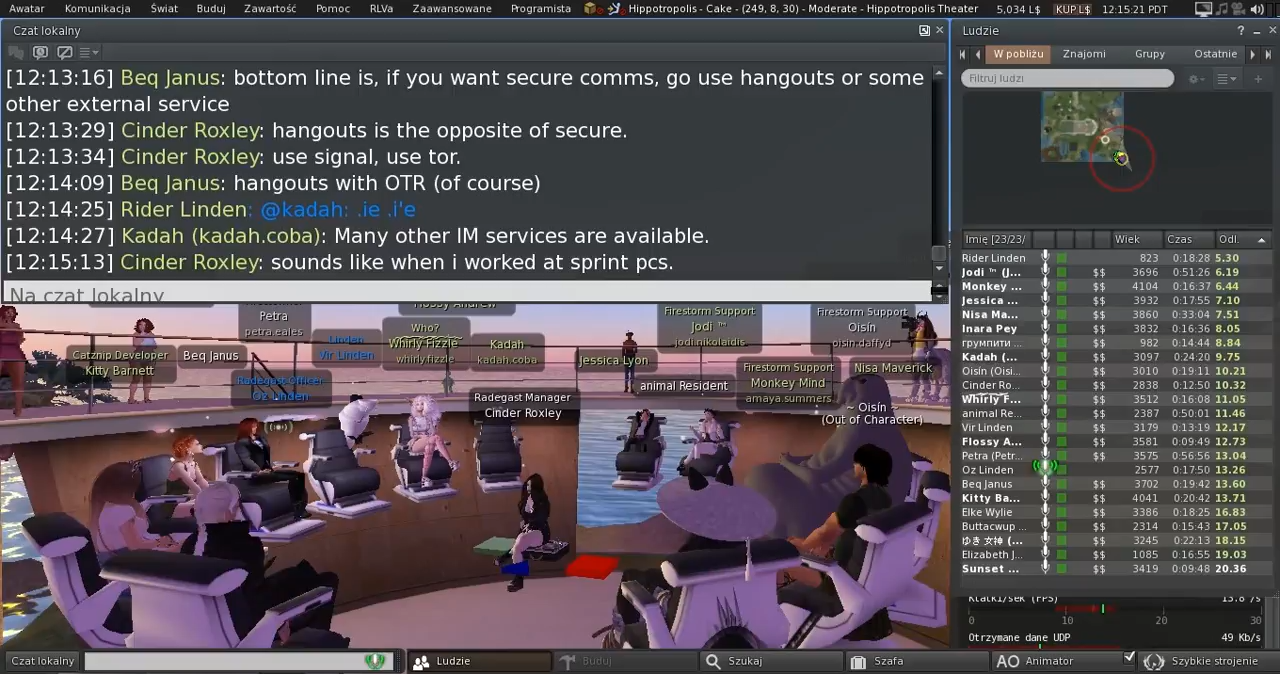 Awatar Komunikacja Świat Buduj Zawartość Pomoc RLVa Zaawansowane Programista Hippotropolis - Cake - (249, 8, 30) - Moderate - Hippotropolis Theater 5,034 L$ KUP L$ 12:15:21 PDT
Czat lokalny
[12:13:16] Beq Janus: bottom line is, if you want secure comms, go use hangouts or some
other external service
[12:13:29] Cinder Roxley: hangouts is the opposite of secure.
[12:13:34] Cinder Roxley: use signal, use tor.
[12:14:09] Beq Janus: hangouts with OTR (of course)
[12:14:25] Rider Linden: @kadah: .ie .i'e
[12:14:27] Kadah (kadah.coba): Many other IM services are available.
[12:15:13] Cinder Roxley: sounds like when i worked at sprint pcs.
Na czat lokalny
Ludzie
? _ ×
W pobliżu Znajomi Grupy Ostatnie
Filtruj ludzi
Imię [23/23/ Wiek Czas Odl.
Rider Linden 823 0:18:28 5.30
Jodi ™ (J... $$ 3696 0:51:26 6.19
Monkey ... $$ 4104 0:16:37 6.44
Jessica ... $$ 3932 0:17:55 7.10
Nisa Ma... $$ 3860 0:33:04 7.51
Inara Pey $$ 3832 0:16:36 8.05
групмити ... $$ 982 0:14:44 8.84
Kadah (... $$ 3097 0:24:20 9.75
Oisín (Oisí... $$ 3010 0:19:11 10.21
Cinder Ro... $$ 2838 0:12:50 10.32
Whirly F... $$ 3512 0:16:08 11.05
animal Re... $$ 2387 0:50:01 11.46
Vir Linden 3179 0:13:19 12.17
Flossy A... $$ 3581 0:09:49 12.73
Petra (Petr... $$ 3575 0:56:56 13.04
Oz Linden 2577 0:17:50 13.26
Beq Janus $$ 3702 0:19:42 13.60
Kitty Ba... $$ 4041 0:20:42 13.71
Elke Wylie $$ 3386 0:18:25 16.83
Buttacwup ... $$ 2314 0:15:43 17.05
ゆき 女神 (... $$ 3245 0:22:13 18.15
Elizabeth J... $$ 1085 0:16:55 19.03
Sunset ... $$ 3419 0:09:48 20.36
Klatki/sek (FPS) 13.8 /s
0 10 20 30
Otrzymane dane UDP 49 Kb/s
Flossy Andrew
Petra
petra.eales
Catznip Developer
Kitty Barnett
Beq Janus
Linden
Vir Linden
Radegast Officer
Oz Linden
Who?
Whirly Fizzle
whirly.fizzle
Kadah
kadah.coba
Radegast Manager
Cinder Roxley
Jessica Lyon
Firestorm Support
Jodi ™
jodi.nikolaidis
animal Resident
Firestorm Support
Monkey Mind
amaya.summers
Firestorm Support
Oisín
oisin.daffyd
Nisa Maverick
~ Oisín ~
(Out of Character)
Czat lokalny Ludzie Buduj Szukaj Szafa AO Animator Szybkie strojenie